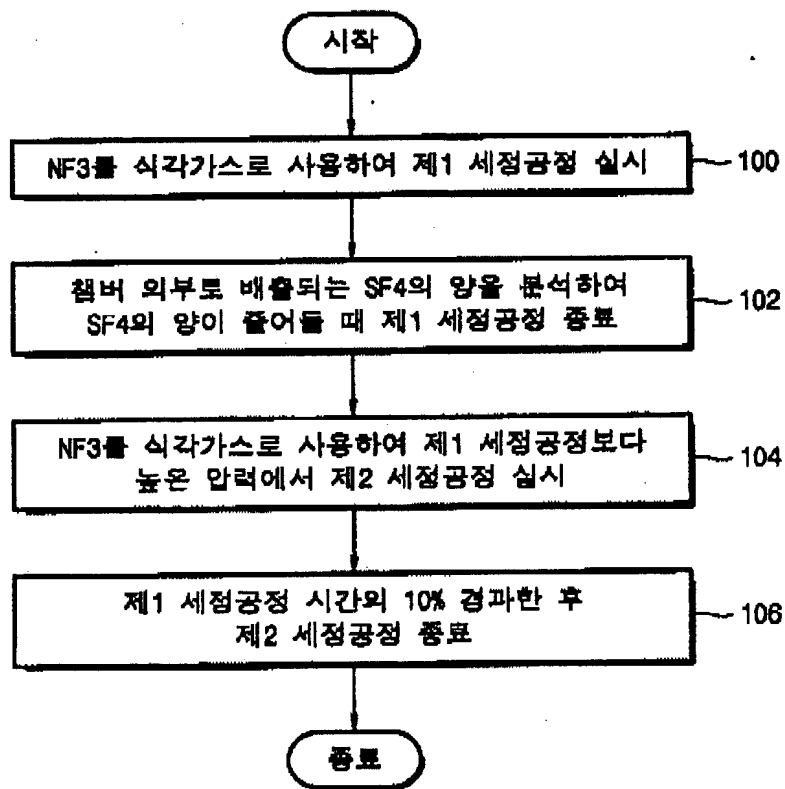 시작
NF3를 식각가스로 사용하여 제1 세정공정 실시
100
챔버 외부로 배출되는 SF4의 양을 분석하여
SF4의 양이 줄어들 때 제1 세정공정 종료
102
NF3를 식각가스로 사용하여 제1 세정공정보다
높은 압력에서 제2 세정공정 실시
104
제1 세정공정 시간의 10% 경과한 후
제2 세정공정 종료
106
종료